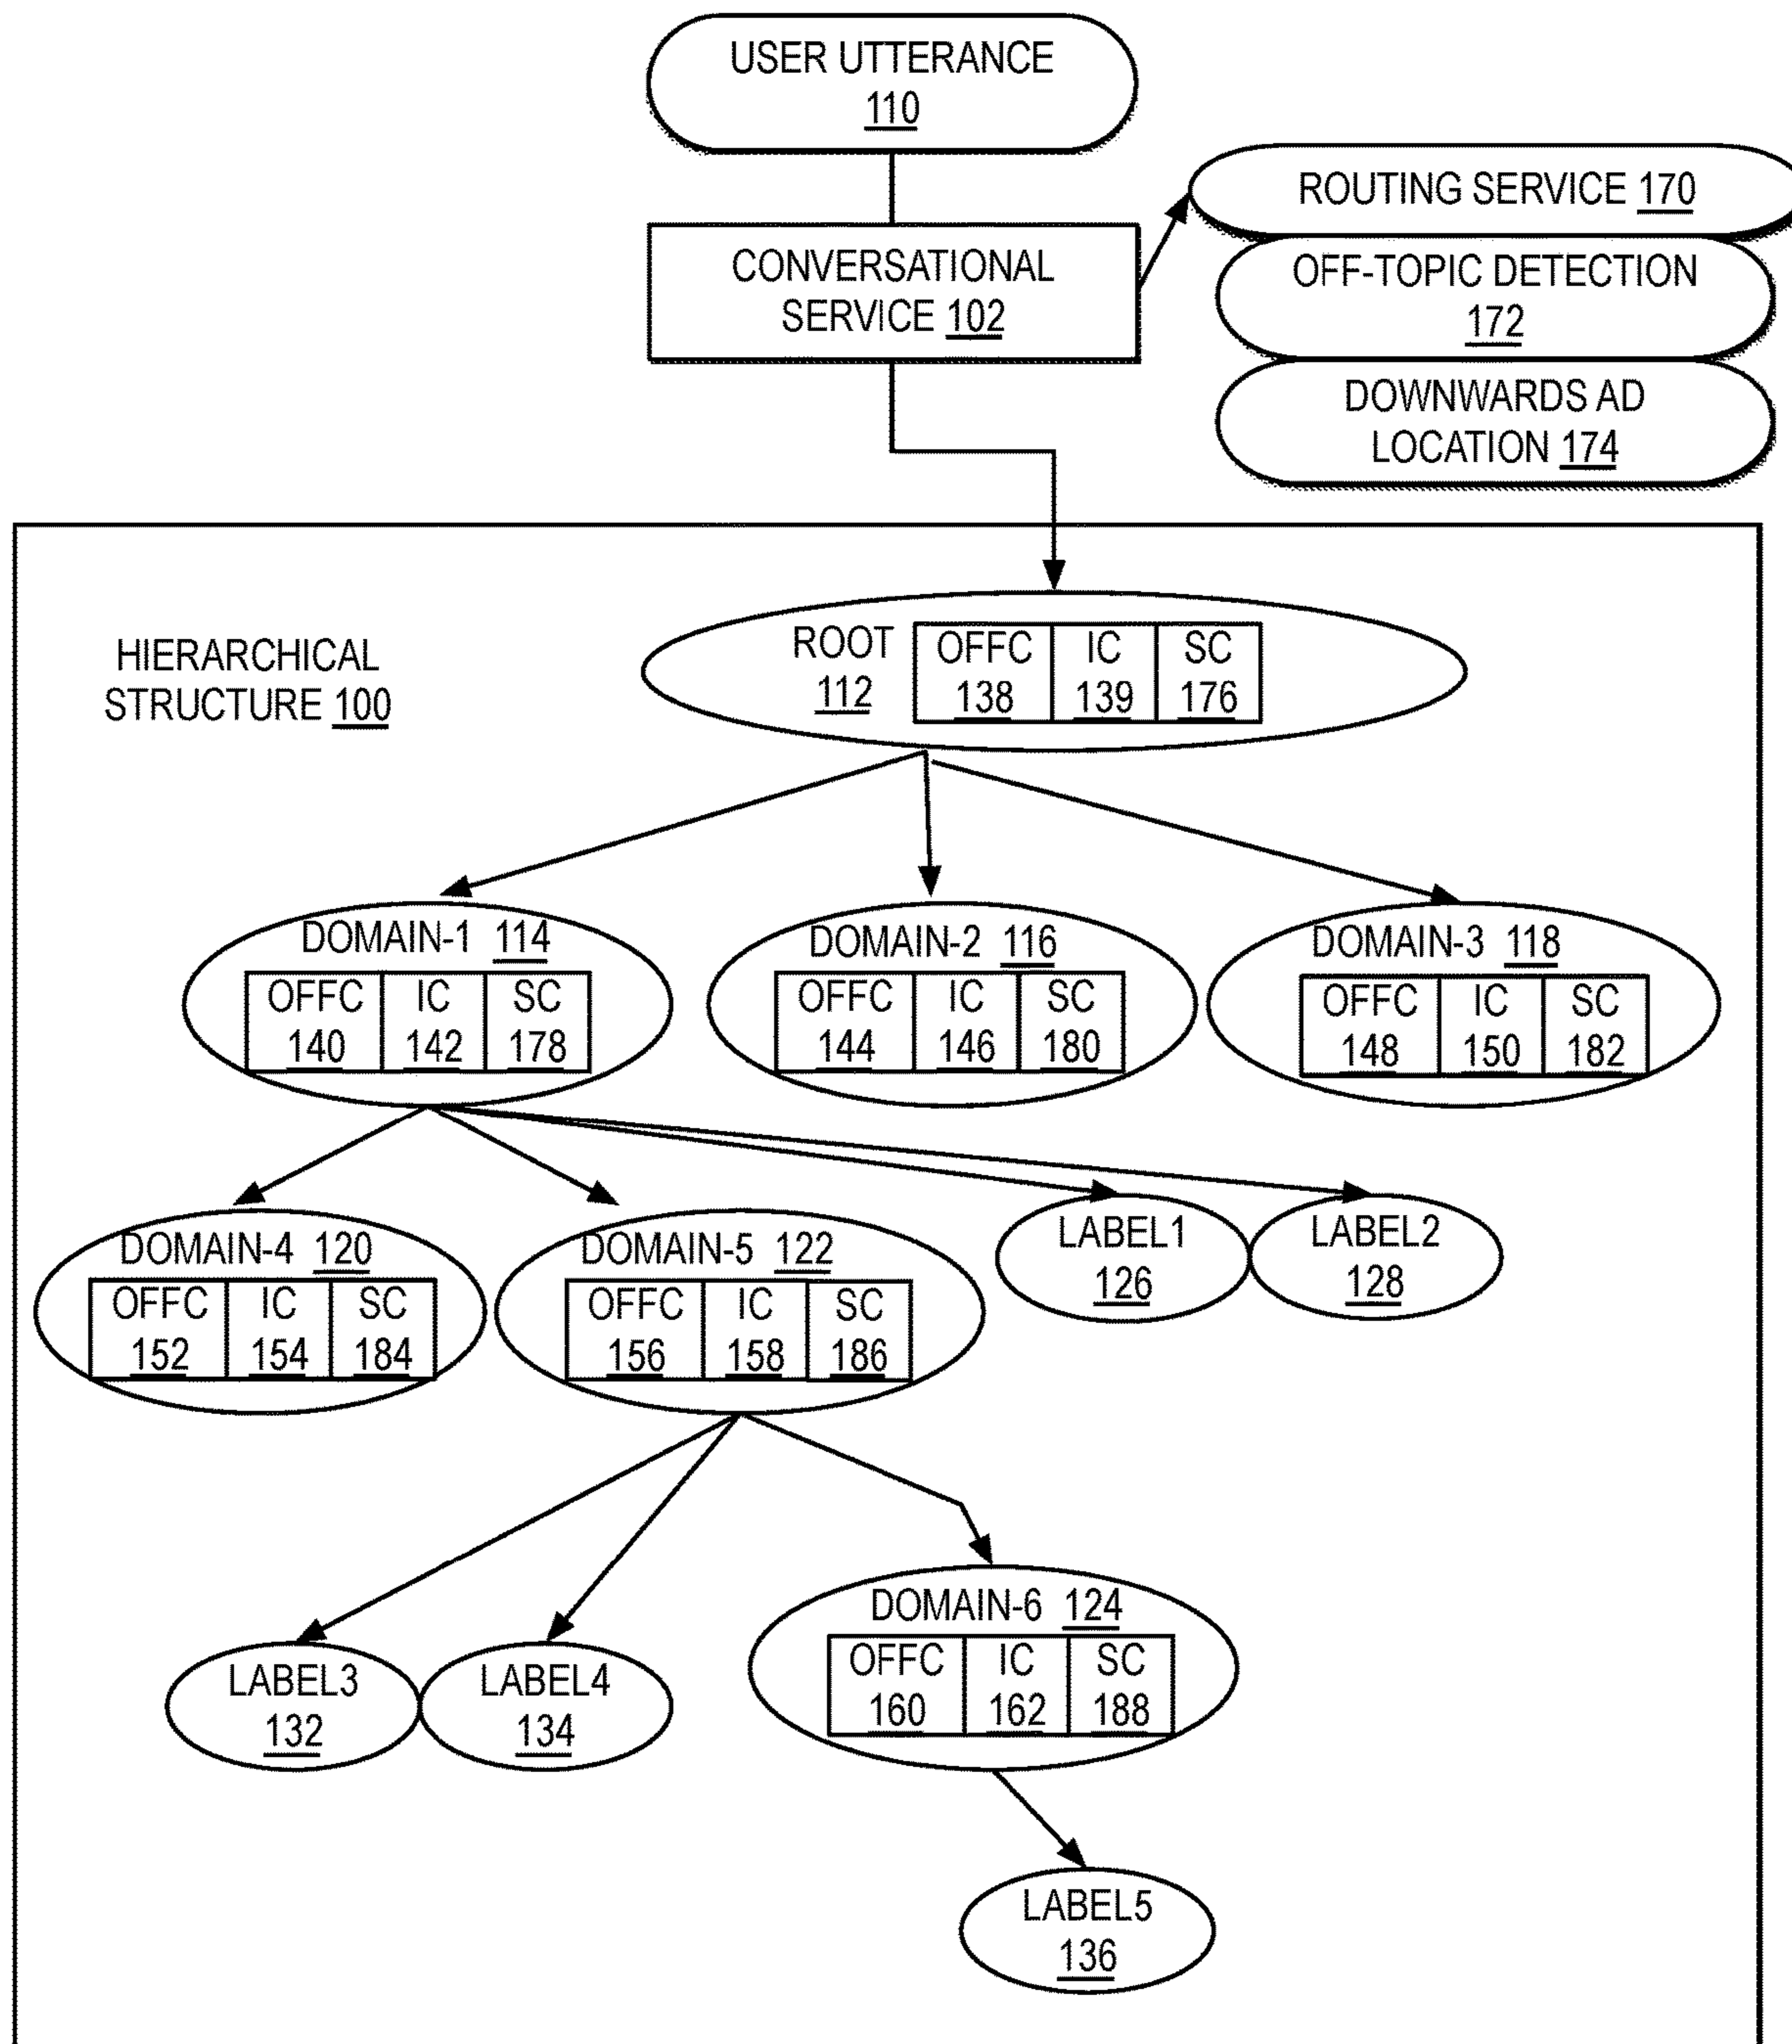 USER UTTERANCE
110
ROUTING SERVICE 170
CONVERSATIONAL
SERVICE 102
OFF-TOPIC DETECTION
172
DOWNWARDS AD
LOCATION 174
HIERARCHICAL
STRUCTURE 100
ROOT
112
OFFC IC SC
138 139 176
DOMAIN-1 114
OFFC IC SC
140 142 178
DOMAIN-2 116
OFFC IC SC
144 146 180
DOMAIN-3 118
OFFC IC SC
148 150 182
DOMAIN-4 120
OFFC IC SC
152 154 184
DOMAIN-5 122
OFFC IC SC
156 158 186
LABEL1
126
LABEL2
128
LABEL3
132
LABEL4
134
DOMAIN-6 124
OFFC IC SC
160 162 188
LABEL5
136